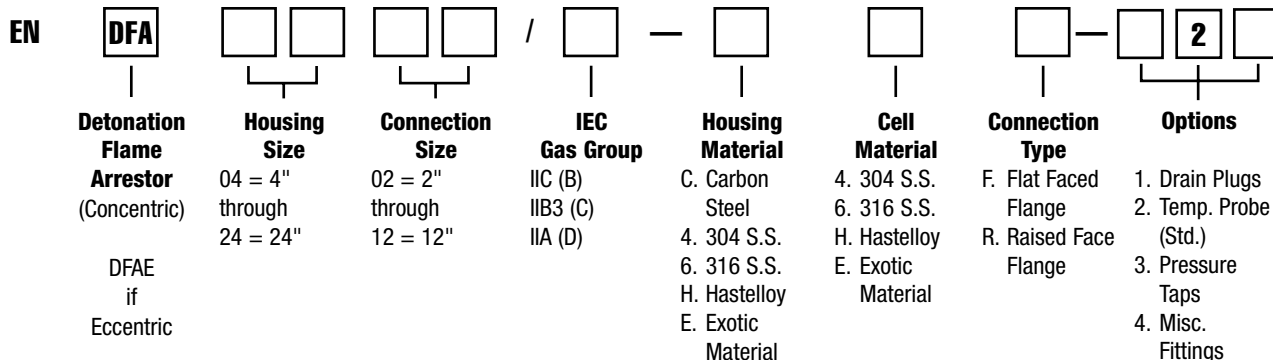 EN DFA / — — 2
Detonation Flame Arrestor
(Concentric)
DFAE
if
Eccentric
Housing Size
04 = 4"
through
24 = 24"
Connection Size
02 = 2"
through
12 = 12"
IEC Gas Group
IIC (B)
IIB3 (C)
IIA (D)
Housing Material
C. Carbon
Steel
4. 304 S.S.
6. 316 S.S.
H. Hastelloy
E. Exotic
Material
Cell Material
4. 304 S.S.
6. 316 S.S.
H. Hastelloy
E. Exotic
Material
Connection Type
F. Flat Faced
Flange
R. Raised Face
Flange
Options
1. Drain Plugs
2. Temp. Probe
(Std.)
3. Pressure
Taps
4. Misc.
Fittings